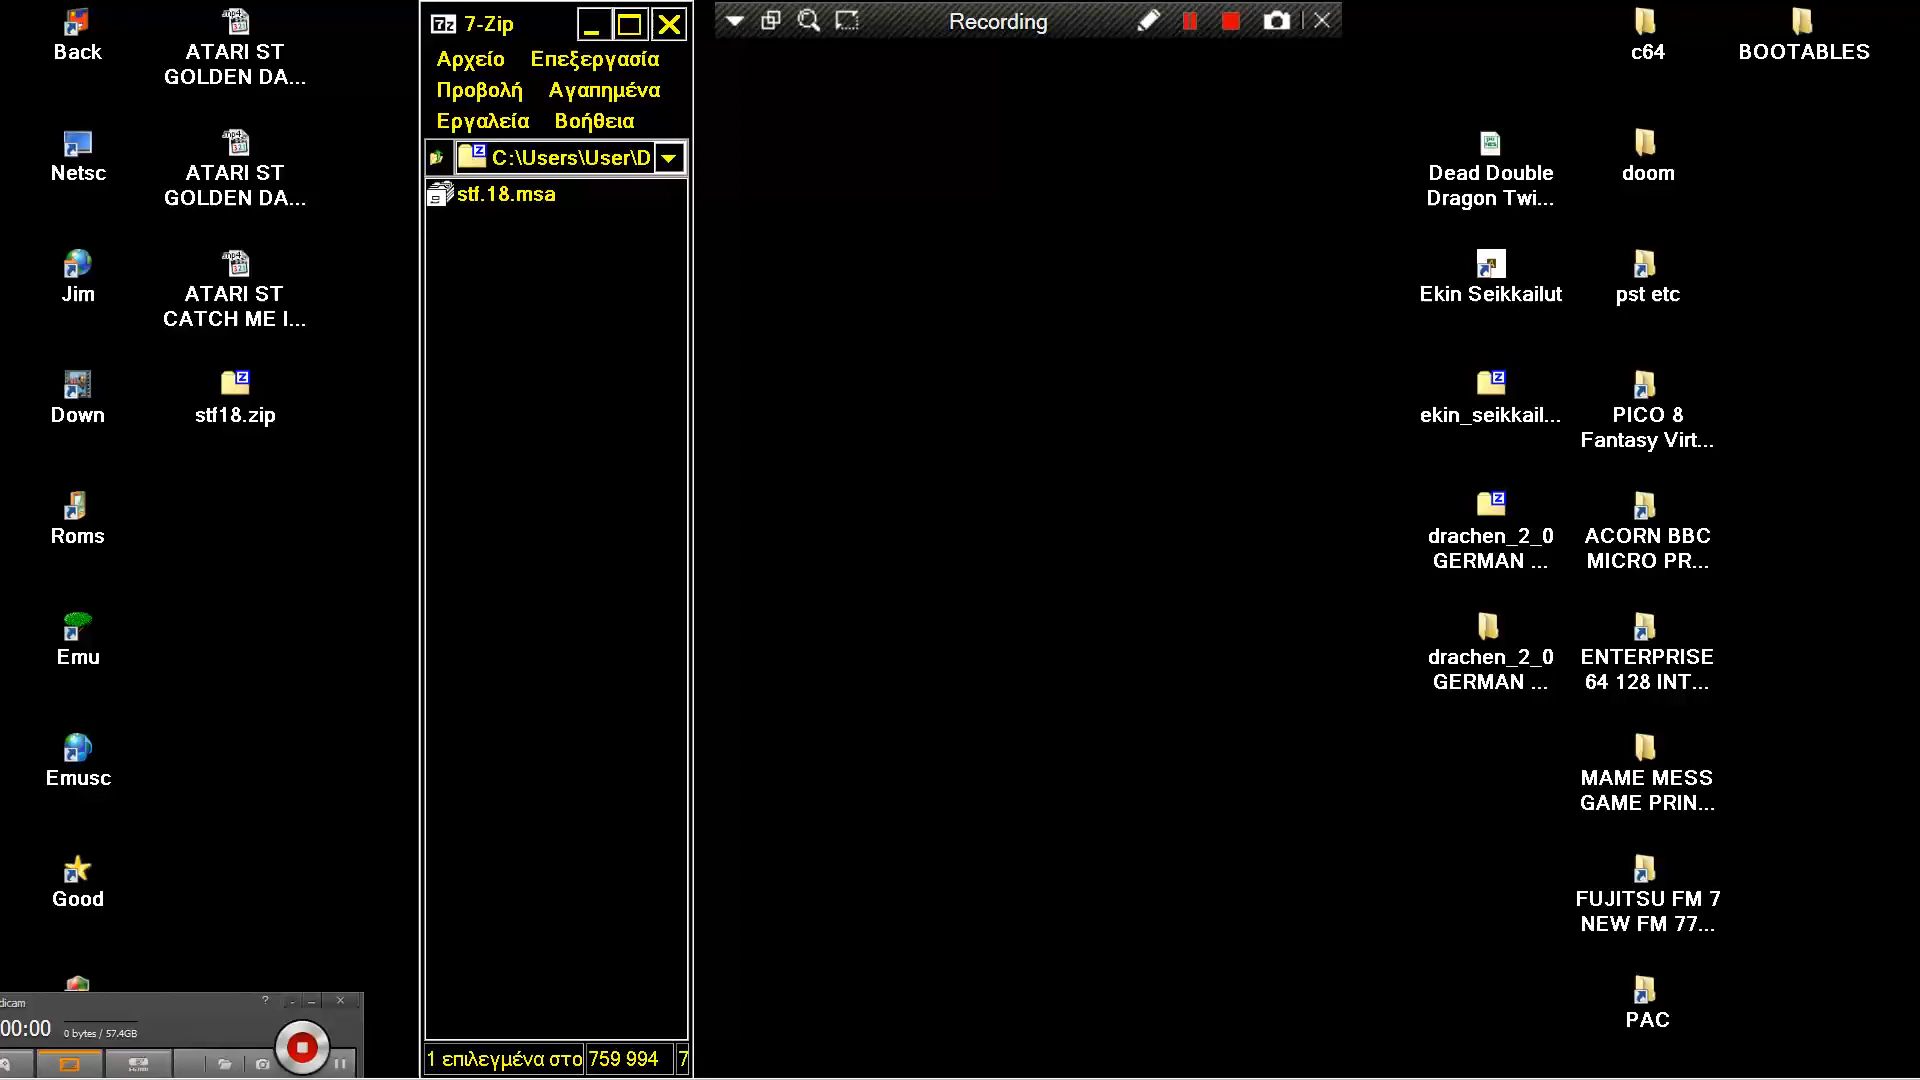 Back
ATARI ST
GOLDEN DA...
Netsc
ATARI ST
GOLDEN DA...
Jim
ATARI ST
CATCH ME I...
Down
stf18.zip
Roms
Emu
Emusc
Good
dicam
00:00
0 bytes / 57.4GB
7-Zip
Αρχείο Επεξεργασία
Προβολή Αγαπημένα
Εργαλεία Βοήθεια
C:\Users\User\D
stf.18.msa
1 επιλεγμένα στο 759 994 7
Recording
c64
BOOTABLES
Dead Double
Dragon Twi...
doom
Ekin Seikkailut
pst etc
ekin_seikkail...
PICO 8
Fantasy Virt...
drachen_2_0
GERMAN ...
ACORN BBC
MICRO PR...
drachen_2_0
GERMAN ...
ENTERPRISE
64 128 INT...
MAME MESS
GAME PRIN...
FUJITSU FM 7
NEW FM 77...
PAC